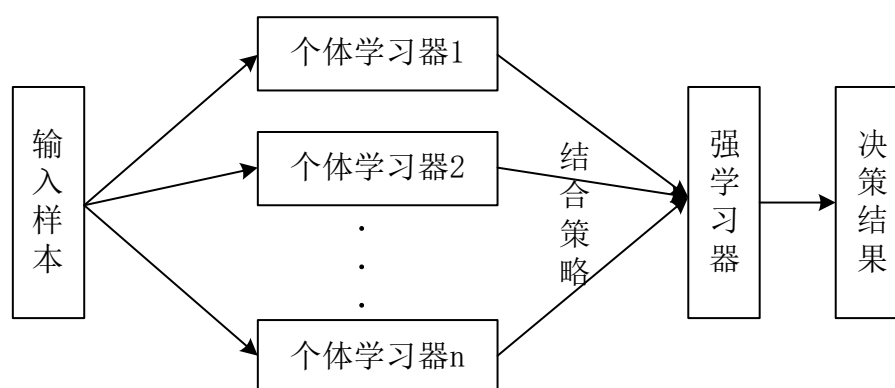 输入样本
个体学习器1
个体学习器2
.
.
.
个体学习器n
结合策略
强学习器
决策结果